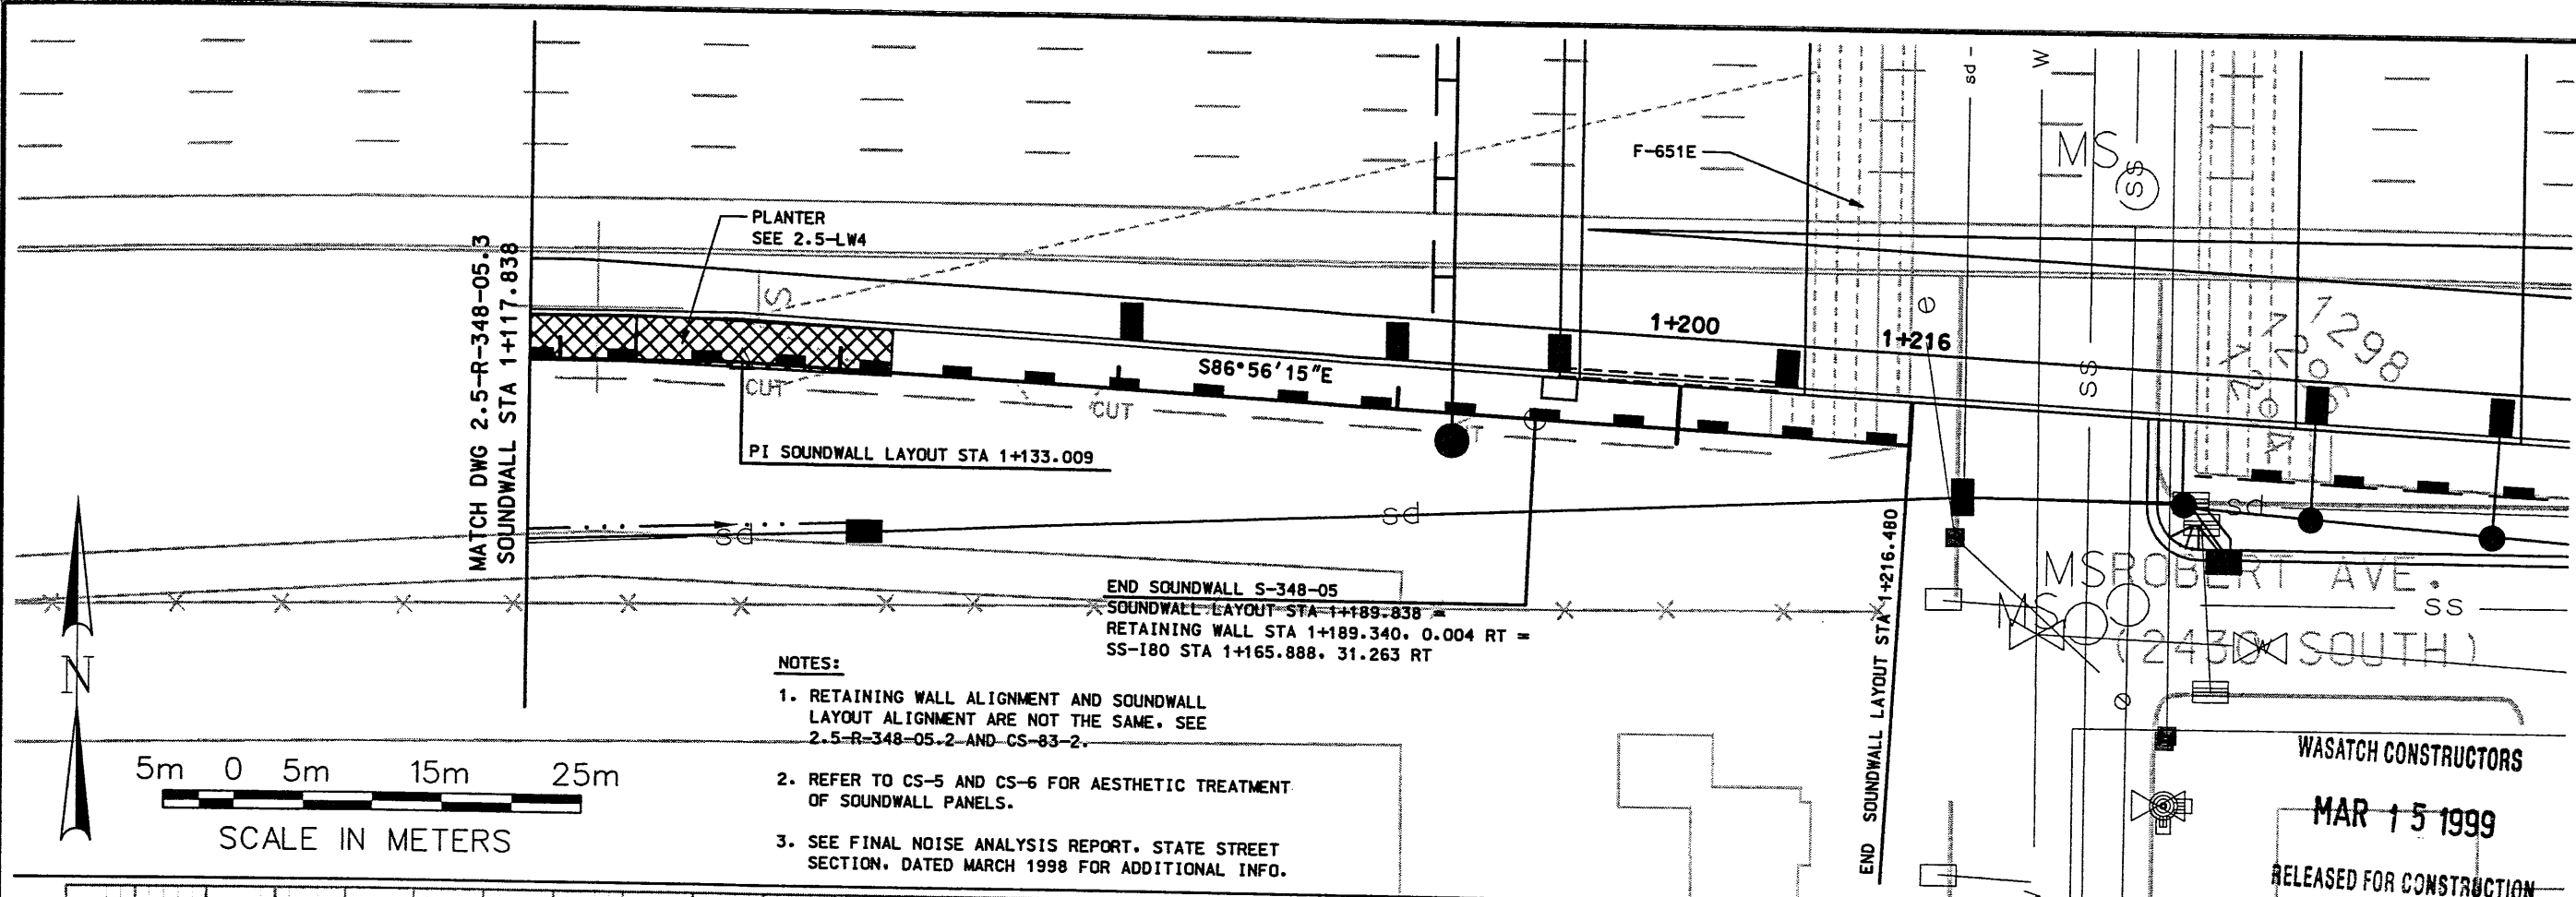 sd-
W
MS
SS
F-651E
PLANTER
SEE 2.5-LW4
MATCH DWG 2.5-R-348-05.3
SOUNDWALL STA 1+117.838
S
e
1+200
1+216
1298
S86°56'15"E
CUT
CUT
SS
PI SOUNDWALL LAYOUT STA 1+133.009
sd
sd
sd
END SOUNDWALL S-348-05
SOUNDWALL LAYOUT STA 1+189.838 =
RETAINING WALL STA 1+189.340. 0.004 RT =
SS-I80 STA 1+165.888. 31.263 RT
END SOUNDWALL LAYOUT STA 1+216.480
MS
ROBERT AVE.
SS
MS
(2430 SOUTH)
W
N
NOTES:
1. RETAINING WALL ALIGNMENT AND SOUNDWALL
LAYOUT ALIGNMENT ARE NOT THE SAME. SEE
2.5-R-348-05.2 AND CS-83-2.
2. REFER TO CS-5 AND CS-6 FOR AESTHETIC TREATMENT
OF SOUNDWALL PANELS.
3. SEE FINAL NOISE ANALYSIS REPORT. STATE STREET
SECTION. DATED MARCH 1998 FOR ADDITIONAL INFO.
5m 0 5m 15m 25m
SCALE IN METERS
WASATCH CONSTRUCTORS
MAR 15 1999
RELEASED FOR CONSTRUCTION